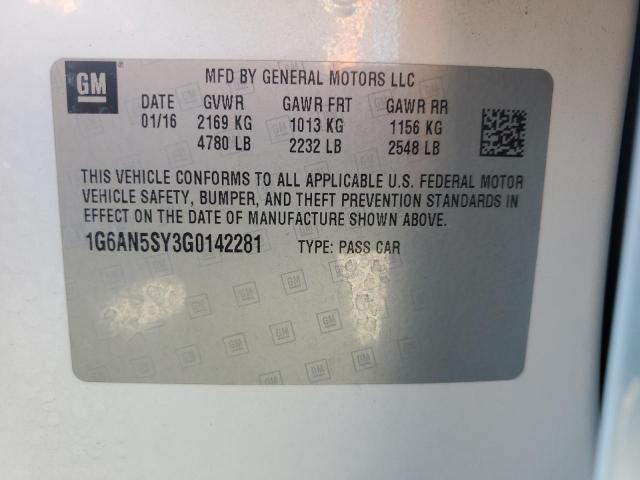 GM
MFD BY GENERAL MOTORS LLC
DATE GVWR GAWR FRT GAWR RR
01/16 2169 KG 1013 KG 1156 KG
4780 LB 2232 LB 2548 LB
THIS VEHICLE CONFORMS TO ALL APPLICABLE U.S. FEDERAL MOTOR
VEHICLE SAFETY, BUMPER, AND THEFT PREVENTION STANDARDS IN
EFFECT ON THE DATE OF MANUFACTURE SHOWN ABOVE.
1G6AN5SY3G0142281 TYPE: PASS CAR